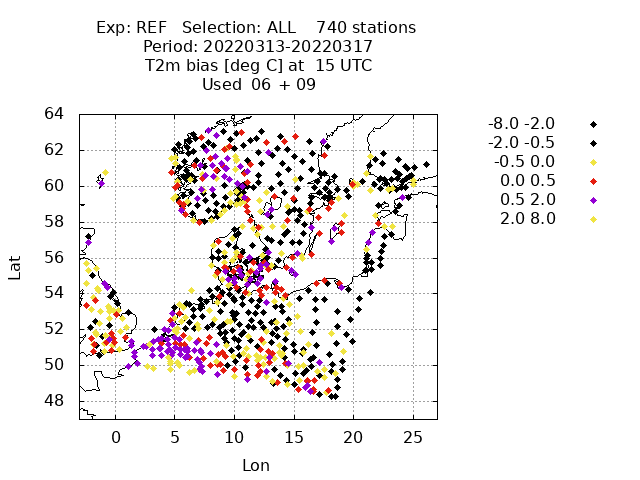 Exp: REF   Selection: ALL    740 stations
Period: 20220313-20220317
T2m bias [deg C] at  15 UTC
Used  06 + 09
64
62
60
58
56
54
52
50
48
Lat
0 5 10 15 20 25
Lon
-8.0 -2.0
-2.0 -0.5
-0.5 0.0
0.0 0.5
0.5 2.0
2.0 8.0